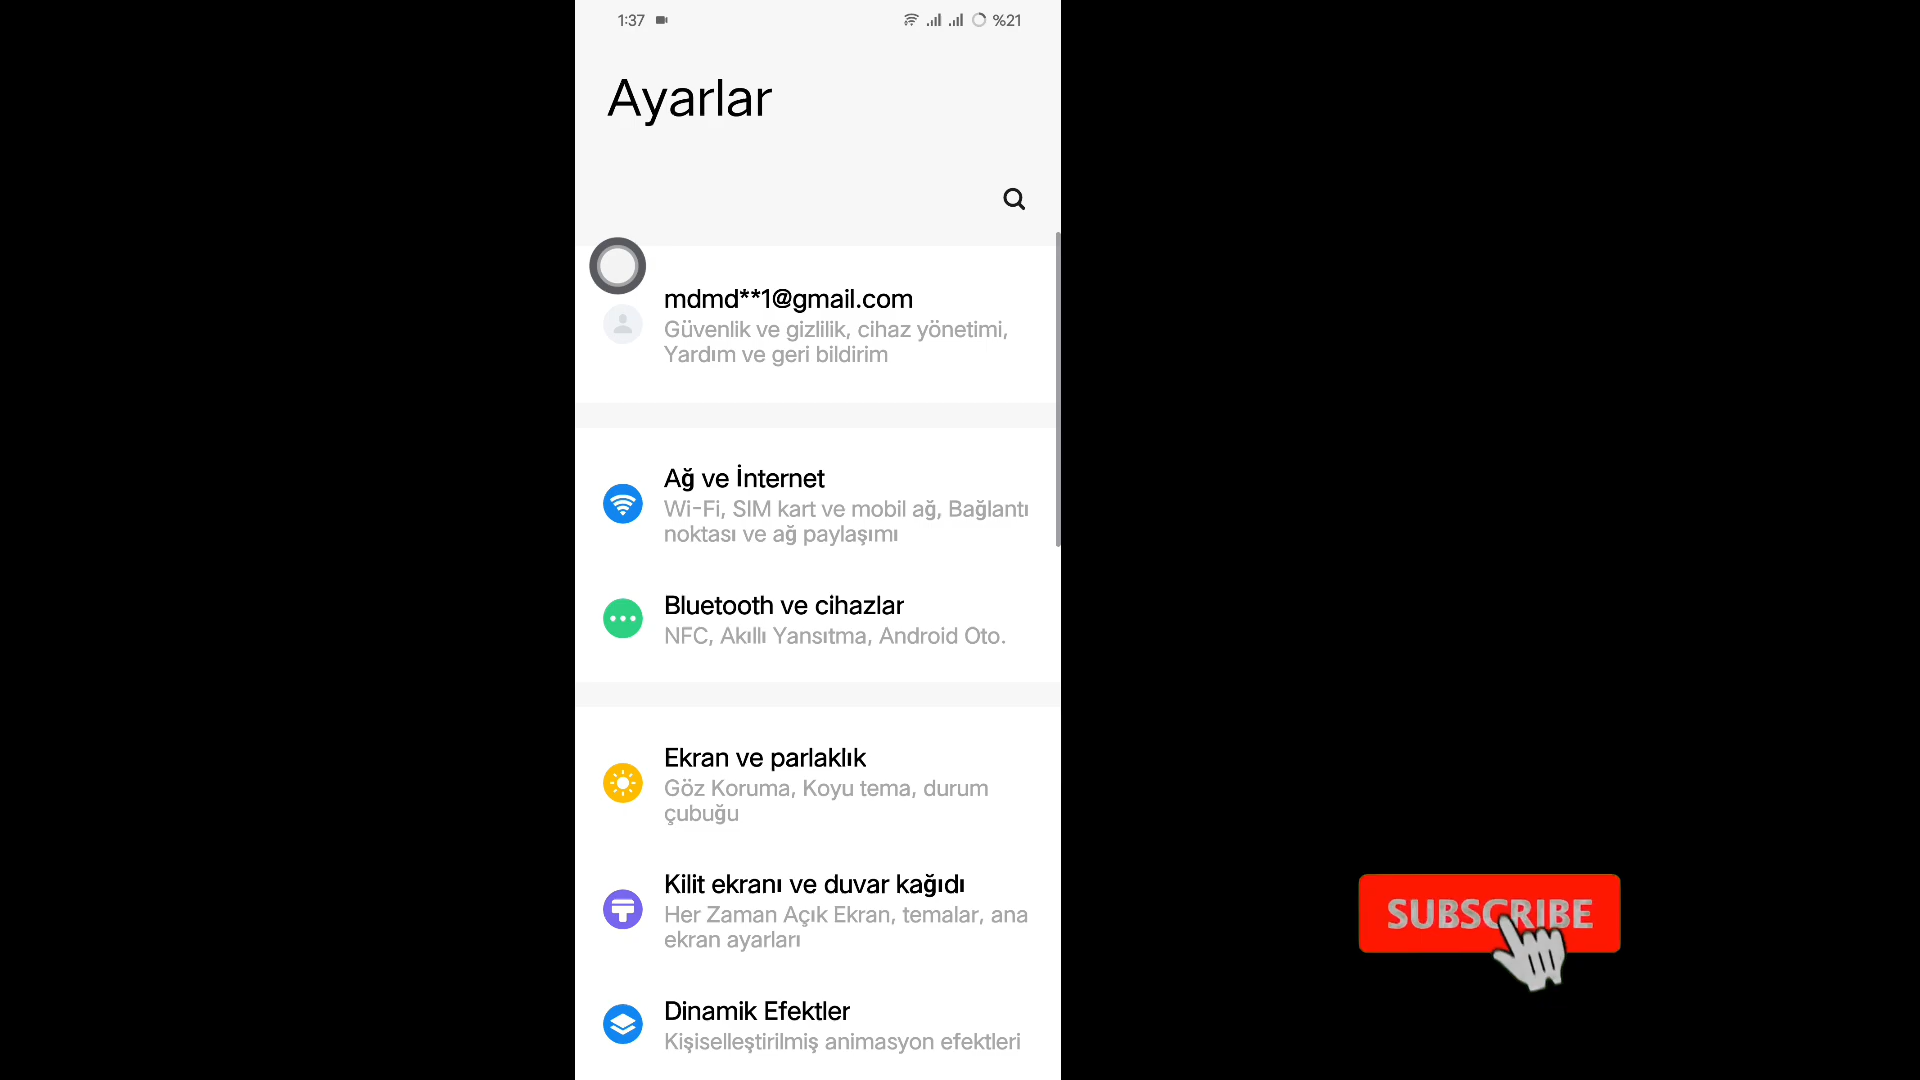 1:37
%21
Ayarlar
mdmd**1@gmail.com
Güvenlik ve gizlilik, cihaz yönetimi,
Yardım ve geri bildirim
Ağ ve İnternet
Wi-Fi, SIM kart ve mobil ağ, Bağlantı
noktası ve ağ paylaşımı
Bluetooth ve cihazlar
NFC, Akıllı Yansıtma, Android Oto.
Ekran ve parlaklık
Göz Koruma, Koyu tema, durum
çubuğu
Kilit ekranı ve duvar kağıdı
Her Zaman Açık Ekran, temalar, ana
ekran ayarları
Dinamik Efektler
Kişiselleştirilmiş animasyon efektleri
SUBSCRIBE